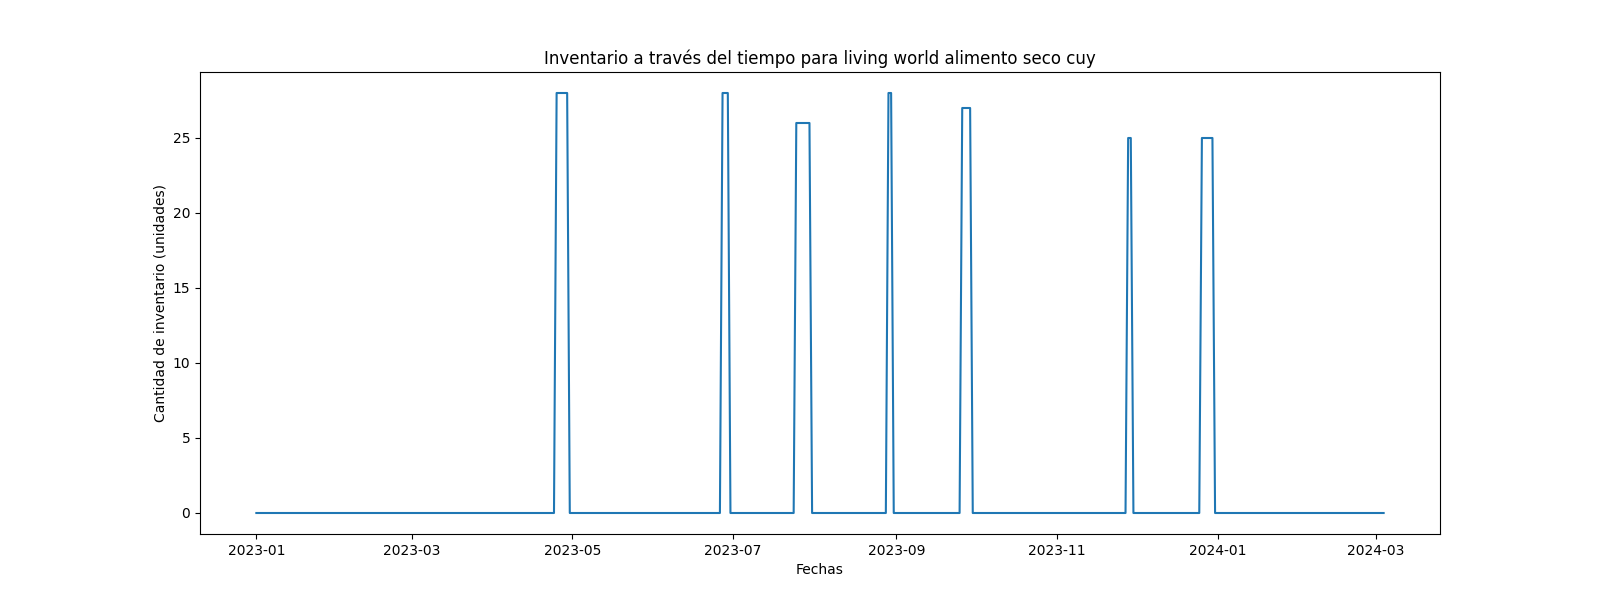 Inventario a través del tiempo para living world alimento seco cuy
Cantidad de inventario (unidades)
25
20
15
10
5
0
2023-01 2023-03 2023-05 2023-07 2023-09 2023-11 2024-01 2024-03
Fechas